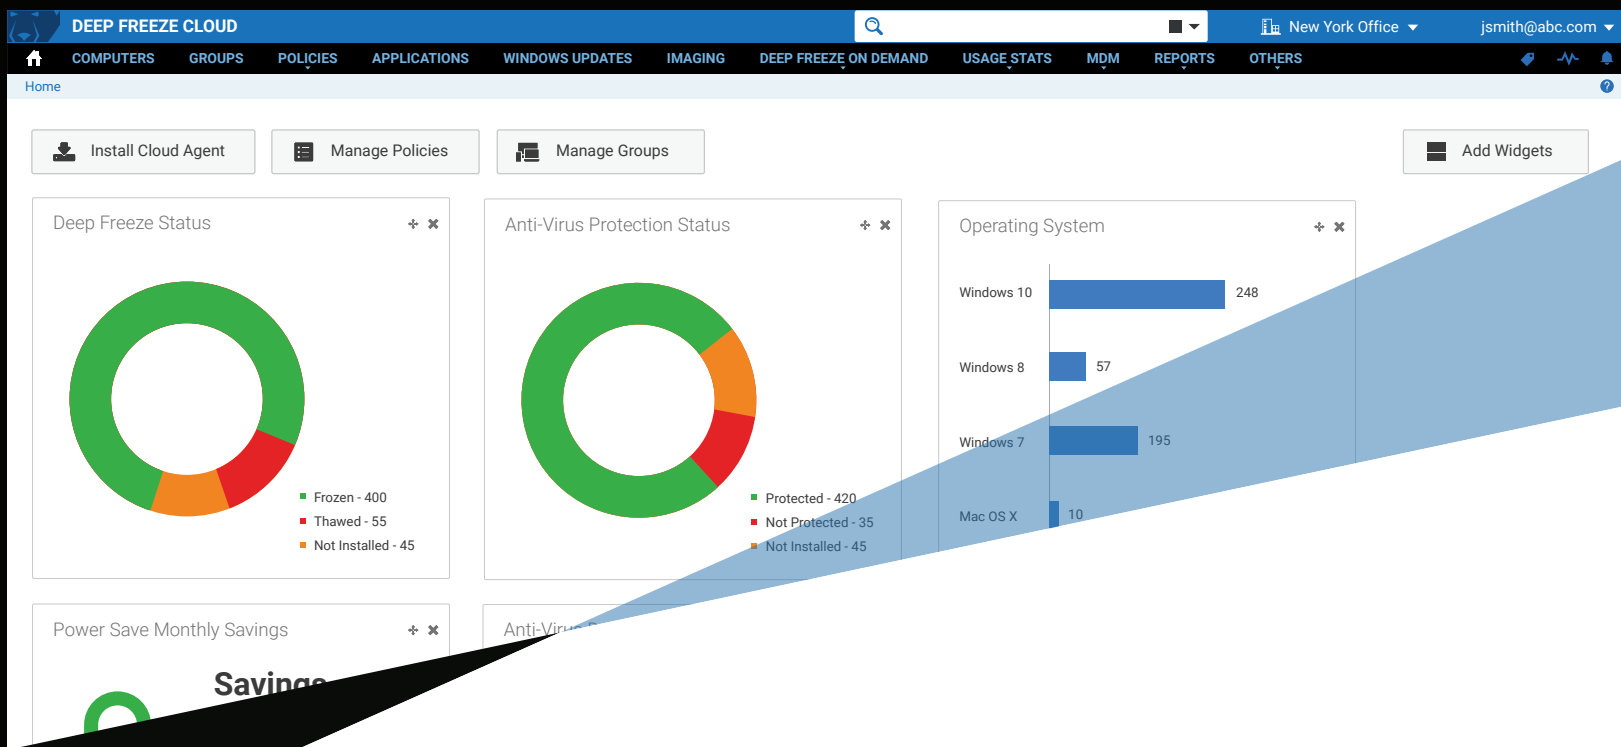 DEEP FREEZE CLOUD
New York Office
jsmith@abc.com
COMPUTERS GROUPS POLICIES APPLICATIONS WINDOWS UPDATES IMAGING DEEP FREEZE ON DEMAND USAGE STATS MDM REPORTS OTHERS
Home
?
Install Cloud Agent
Manage Policies
Manage Groups
Add Widgets
Deep Freeze Status
Frozen - 400
Thawed - 55
Not Installed - 45
Anti-Virus Protection Status
Protected - 420
Not Protected - 35
Not Installed - 45
Operating System
Windows 10 248
Windows 8 57
Windows 7 195
Mac OS X 10
Power Save Monthly Savings
Savings
Anti-Virus